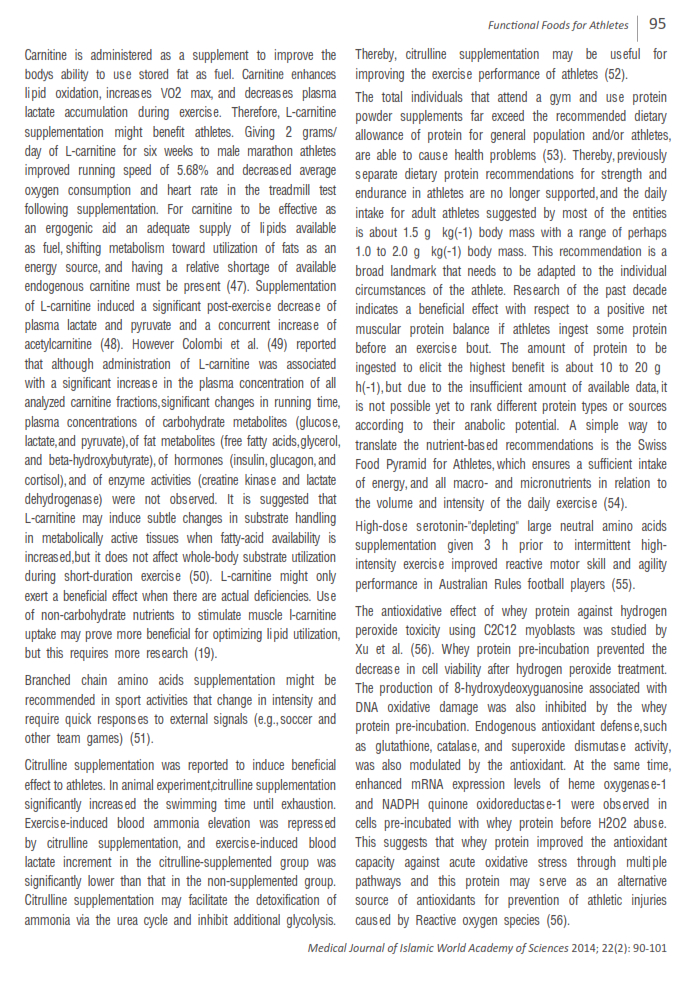 Functional Foods for Athletes 95
Carnitine is administered as a supplement to improve the
bodys ability to use stored fat as fuel. Carnitine enhances
lipid oxidation, increases VO2 max, and decreases plasma
lactate accumulation during exercise. Therefore, L-carnitine
supplementation might benefit athletes. Giving 2 grams/
day of L-carnitine for six weeks to male marathon athletes
improved running speed of 5.68% and decreased average
oxygen consumption and heart rate in the treadmill test
following supplementation. For carnitine to be effective as
an ergogenic aid an adequate supply of lipids available
as fuel, shifting metabolism toward utilization of fats as an
energy source, and having a relative shortage of available
endogenous carnitine must be present (47). Supplementation
of L-carnitine induced a significant post-exercise decrease of
plasma lactate and pyruvate and a concurrent increase of
acetylcarnitine (48). However Colombi et al. (49) reported
that although administration of L-carnitine was associated
with a significant increase in the plasma concentration of all
analyzed carnitine fractions, significant changes in running time,
plasma concentrations of carbohydrate metabolites (glucose,
lactate, and pyruvate), of fat metabolites (free fatty acids, glycerol,
and beta-hydroxybutyrate), of hormones (insulin, glucagon, and
cortisol), and of enzyme activities (creatine kinase and lactate
dehydrogenase) were not observed. It is suggested that
L-carnitine may induce subtle changes in substrate handling
in metabolically active tissues when fatty-acid availability is
increased, but it does not affect whole-body substrate utilization
during short-duration exercise (50). L-carnitine might only
exert a beneficial effect when there are actual deficiencies. Use
of non-carbohydrate nutrients to stimulate muscle l-carnitine
uptake may prove more beneficial for optimizing lipid utilization,
but this requires more research (19).
Branched chain amino acids supplementation might be
recommended in sport activities that change in intensity and
require quick responses to external signals (e.g., soccer and
other team games) (51).
Citrulline supplementation was reported to induce beneficial
effect to athletes. In animal experiment,citrulline supplementation
significantly increased the swimming time until exhaustion.
Exercise-induced blood ammonia elevation was repressed
by citrulline supplementation, and exercise-induced blood
lactate increment in the citrulline-supplemented group was
significantly lower than that in the non-supplemented group.
Citrulline supplementation may facilitate the detoxification of
ammonia via the urea cycle and inhibit additional glycolysis.
Thereby, citrulline supplementation may be useful for
improving the exercise performance of athletes (52).
The total individuals that attend a gym and use protein
powder supplements far exceed the recommended dietary
allowance of protein for general population and/or athletes,
are able to cause health problems (53). Thereby, previously
separate dietary protein recommendations for strength and
endurance in athletes are no longer supported, and the daily
intake for adult athletes suggested by most of the entities
is about 1.5 g kg(-1) body mass with a range of perhaps
1.0 to 2.0 g kg(-1) body mass. This recommendation is a
broad landmark that needs to be adapted to the individual
circumstances of the athlete. Research of the past decade
indicates a beneficial effect with respect to a positive net
muscular protein balance if athletes ingest some protein
before an exercise bout. The amount of protein to be
ingested to elicit the highest benefit is about 10 to 20 g
h(-1), but due to the insufficient amount of available data, it
is not possible yet to rank different protein types or sources
according to their anabolic potential. A simple way to
translate the nutrient-based recommendations is the Swiss
Food Pyramid for Athletes, which ensures a sufficient intake
of energy, and all macro- and micronutrients in relation to
the volume and intensity of the daily exercise (54).
High-dose serotonin-"depleting" large neutral amino acids
supplementation given 3 h prior to intermittent high-
intensity exercise improved reactive motor skill and agility
performance in Australian Rules football players (55).
The antioxidative effect of whey protein against hydrogen
peroxide toxicity using C2C12 myoblasts was studied by
Xu et al. (56). Whey protein pre-incubation prevented the
decrease in cell viability after hydrogen peroxide treatment.
The production of 8-hydroxydeoxyguanosine associated with
DNA oxidative damage was also inhibited by the whey
protein pre-incubation. Endogenous antioxidant defense, such
as glutathione, catalase, and superoxide dismutase activity,
was also modulated by the antioxidant. At the same time,
enhanced mRNA expression levels of heme oxygenase-1
and NADPH quinone oxidoreductase-1 were observed in
cells pre-incubated with whey protein before H2O2 abuse.
This suggests that whey protein improved the antioxidant
capacity against acute oxidative stress through multiple
pathways and this protein may serve as an alternative
source of antioxidants for prevention of athletic injuries
caused by Reactive oxygen species (56).
Medical Journal of Islamic World Academy of Sciences 2014; 22(2): 90-101